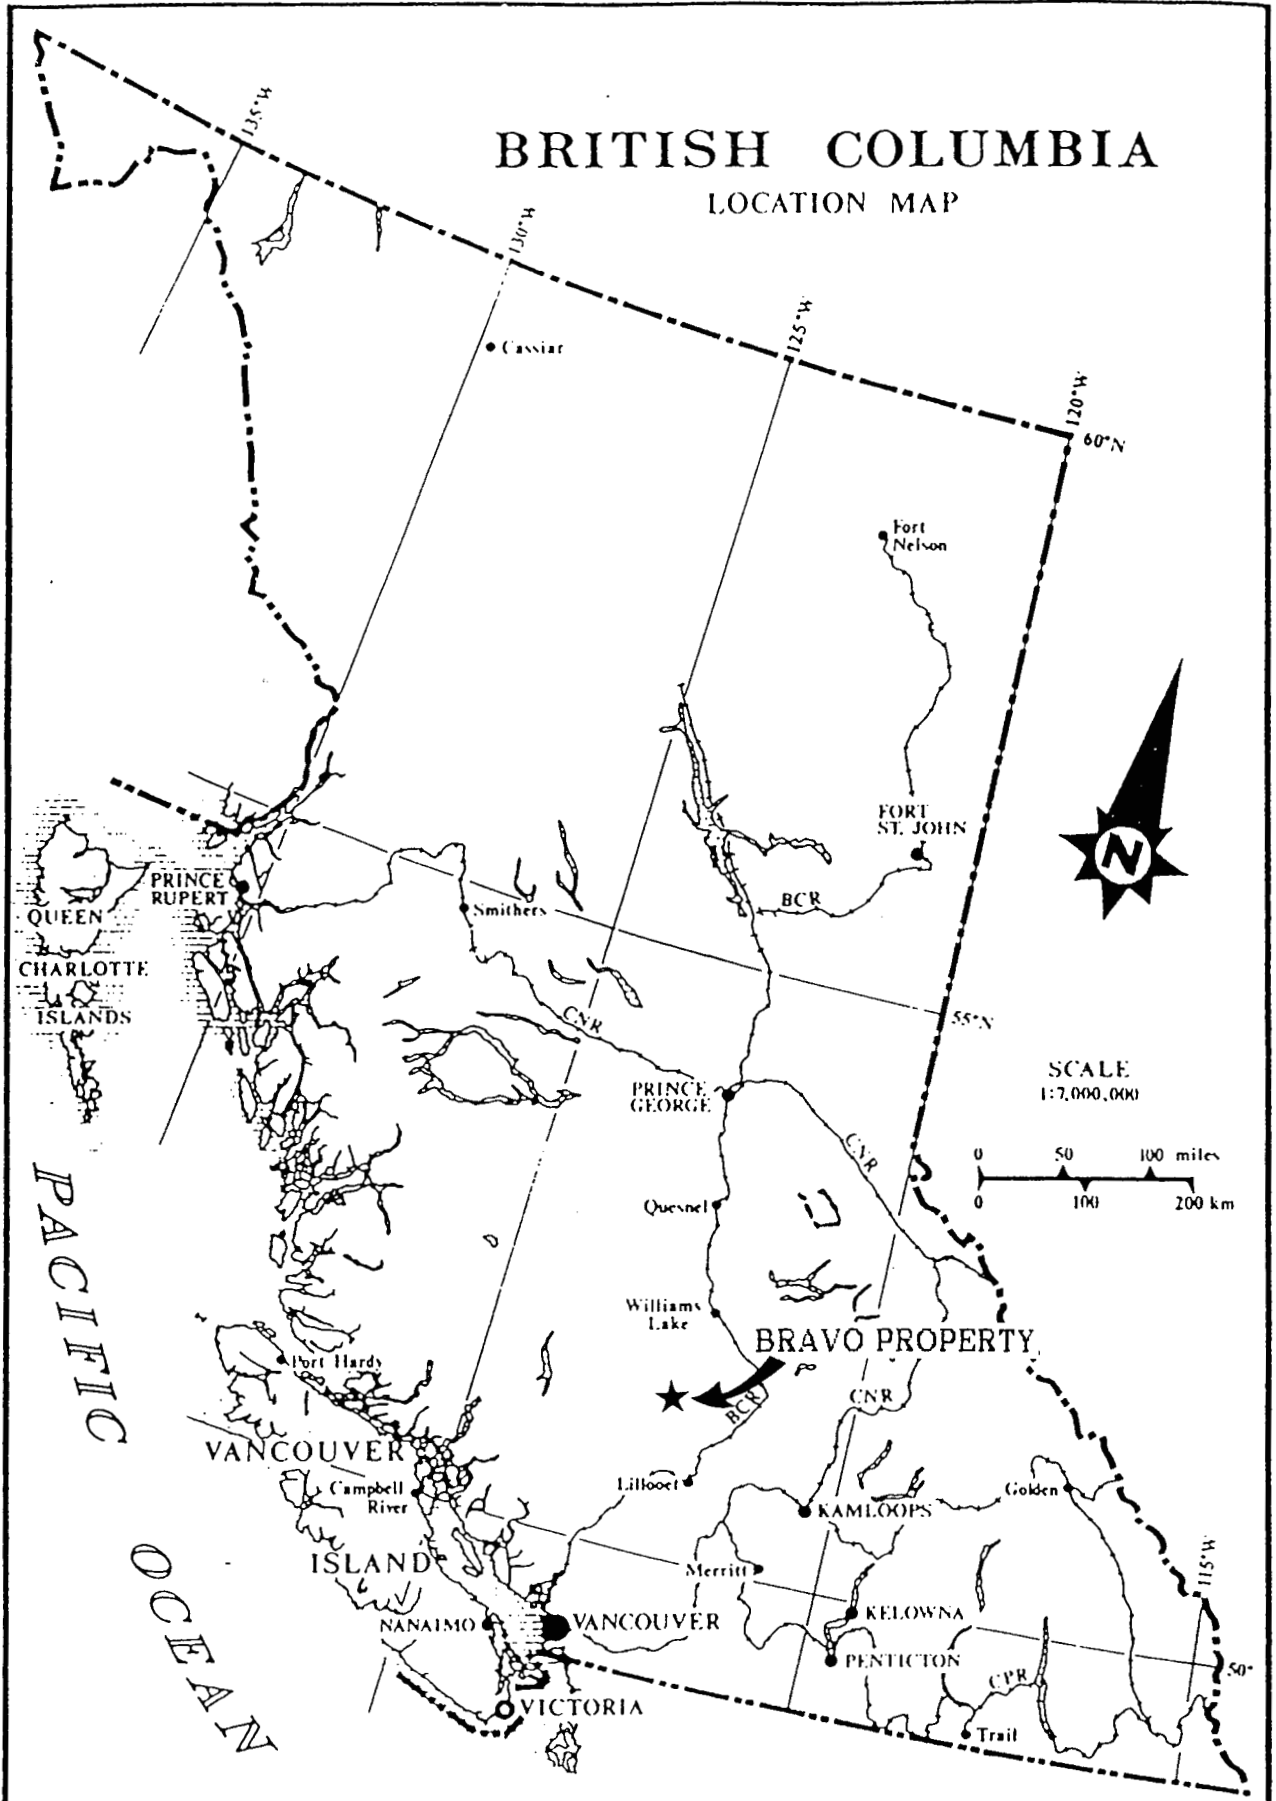 BRITISH COLUMBIA
LOCATION MAP
135°W
130°W
125°W
120°W
60°N
Cassiar
Fort
Nelson
N
FORT
ST. JOHN
BCR
PRINCE
RUPERT
QUEEN
CHARLOTTE
ISLANDS
Smithers
CNR
55°N
SCALE
1:7,000,000
0 50 100 miles
0 100 200 km
PRINCE
GEORGE
CNR
Quesnel
Williams
Lake
BRAVO PROPERTY
PACIFIC
OCEAN
Port Hardy
BCR
CNR
VANCOUVER
ISLAND
Campbell
River
Lillooet
KAMLOOPS
Golden
115°W
Merritt
KELOWNA
NANAIMO
VANCOUVER
PENTICTON
50°
CPR
VICTORIA
Trail